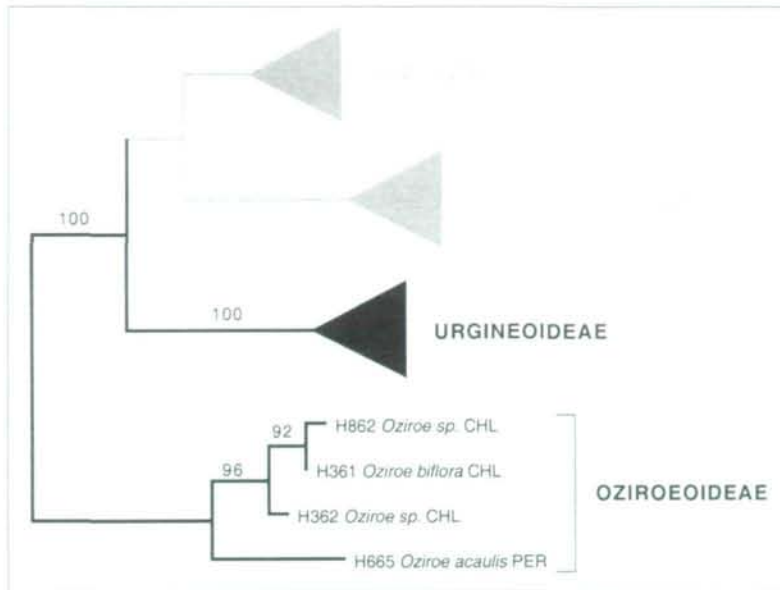 100
100
URGINEOIDEAE
92
H862 Oziroe sp. CHL
96
H361 Oziroe biflora CHL
OZIROEOIDEAE
H362 Oziroe sp. CHL
H665 Oziroe acaulis PER